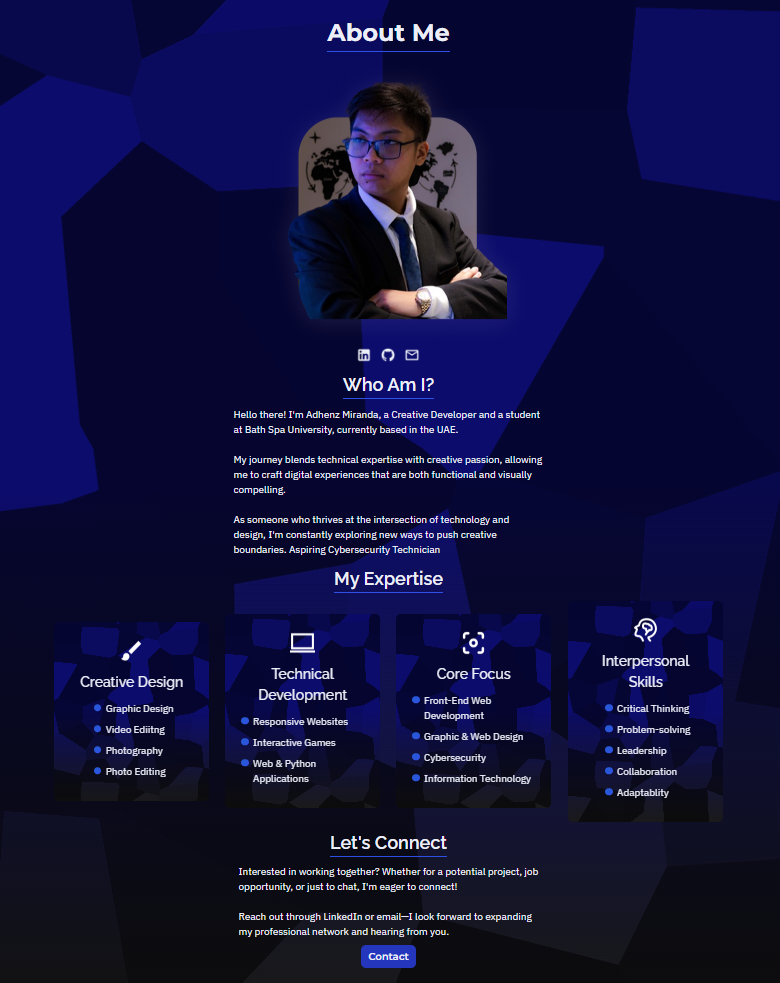 About Me
Who Am I?
Hello there! I'm Adhenz Miranda, a Creative Developer and a student
at Bath Spa University, currently based in the UAE.
My journey blends technical expertise with creative passion, allowing
me to craft digital experiences that are both functional and visually
compelling.
As someone who thrives at the intersection of technology and
design, I'm constantly exploring new ways to push creative
boundaries. Aspiring Cybersecurity Technician
My Expertise
Creative Design
Graphic Design
Video Ediitng
Photography
Photo Editing
Technical
Development
Responsive Websites
Interactive Games
Web & Python
Applications
Core Focus
Front-End Web
Development
Graphic & Web Design
Cybersecurity
Information Technology
Interpersonal
Skills
Critical Thinking
Problem-solving
Leadership
Collaboration
Adaptablity
Let's Connect
Interested in working together? Whether for a potential project, job
opportunity, or just to chat, I'm eager to connect!
Reach out through LinkedIn or email—I look forward to expanding
my professional network and hearing from you.
Contact